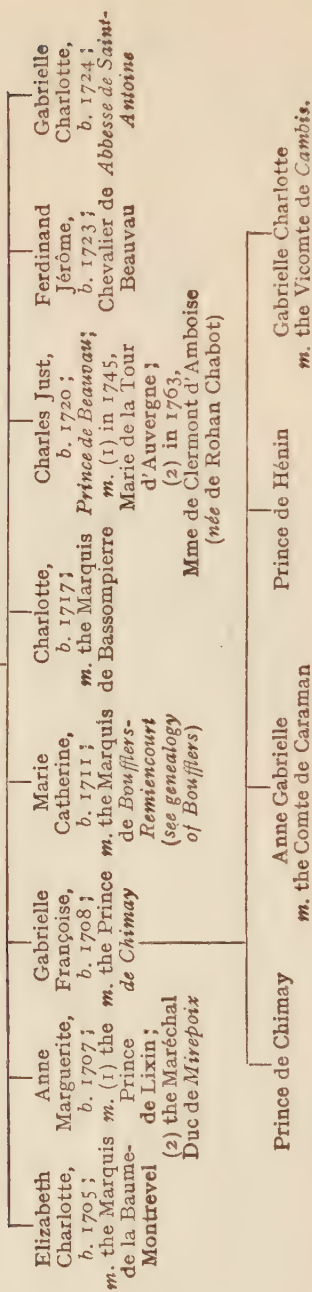 Elizabeth
Charlotte,
b. 1705;
m. the Marquis
de la Baume-
Montrevel
Anne
Marguerite,
b. 1707;
m. (1) the
Prince
de Lixin;
(2) the Maréchal
Duc de Mirepoix
Gabrielle
Françoise,
b. 1708;
m. the Prince
de Chimay
Marie
Catherine,
b. 1711;
m. the Marquis
de Boufflers-
Remiencourt
(see genealogy
of Boufflers)
Charlotte,
b. 1717;
m. the Marquis
de Bassompierre
Charles Just,
b. 1720;
Prince de Beauvau;
m. (1) in 1745,
Marie de la Tour
d'Auvergne;
(2) in 1763,
Mme de Clermont d'Amboise
(née de Rohan Chabot)
Ferdinand
Jérôme,
b. 1723;
Chevalier de
Beauvau
Gabrielle
Charlotte,
b. 1724;
Abbesse de Saint-
Antoine
Prince de Chimay
Anne Gabrielle
m. the Comte de Caraman
Prince de Hénin
Gabrielle Charlotte
m. the Vicomte de Cambis.